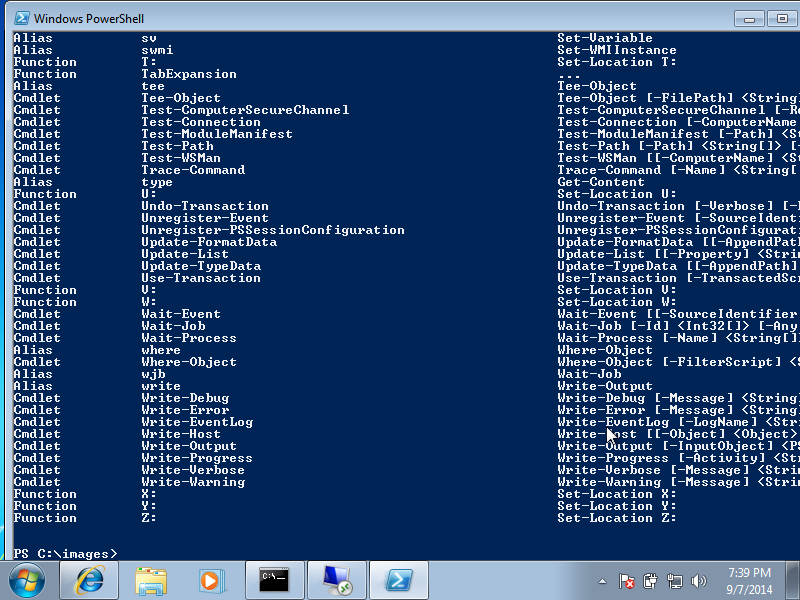 Windows PowerShell
Alias sv Set-Variable
Alias swmi Set-WMIInstance
Function T: Set-Location T:
Function TabExpansion ...
Alias tee Tee-Object
Cmdlet Tee-Object Tee-Object [-FilePath] <String
Cmdlet Test-ComputerSecureChannel Test-ComputerSecureChannel [-Re
Cmdlet Test-Connection Test-Connection [-ComputerName
Cmdlet Test-ModuleManifest Test-ModuleManifest [-Path] <St
Cmdlet Test-Path Test-Path [-Path] <String[]> [-
Cmdlet Test-WSMan Test-WSMan [[-ComputerName] <St
Cmdlet Trace-Command Trace-Command [-Name] <String[
Alias type Get-Content
Function U: Set-Location U:
Cmdlet Undo-Transaction Undo-Transaction [-Verbose] [-D
Cmdlet Unregister-Event Unregister-Event [-SourceIdenti
Cmdlet Unregister-PSSessionConfiguration Unregister-PSSessionConfigurati
Cmdlet Update-FormatData Update-FormatData [[-AppendPat
Cmdlet Update-List Update-List [[-Property] <Strin
Cmdlet Update-TypeData Update-TypeData [[-AppendPath]
Cmdlet Use-Transaction Use-Transaction [-TransactedScr
Function V: Set-Location V:
Function W: Set-Location W:
Cmdlet Wait-Event Wait-Event [[-SourceIdentifier
Cmdlet Wait-Job Wait-Job [-Id] <Int32[]> [-Any
Cmdlet Wait-Process Wait-Process [-Name] <String[]
Alias where Where-Object
Cmdlet Where-Object Where-Object [-FilterScript] <S
Alias wjb Wait-Job
Alias write Write-Output
Cmdlet Write-Debug Write-Debug [-Message] <String
Cmdlet Write-Error Write-Error [-Message] <String
Cmdlet Write-EventLog Write-EventLog [-LogName] <Stri
Cmdlet Write-Host Write-Host [[-Object] <Object>
Cmdlet Write-Output Write-Output [-InputObject] <PS
Cmdlet Write-Progress Write-Progress [-Activity] <Str
Cmdlet Write-Verbose Write-Verbose [-Message] <Strin
Cmdlet Write-Warning Write-Warning [-Message] <Strin
Function X: Set-Location X:
Function Y: Set-Location Y:
Function Z: Set-Location Z:
PS C:\images>
C:\_
7:39 PM
9/7/2014